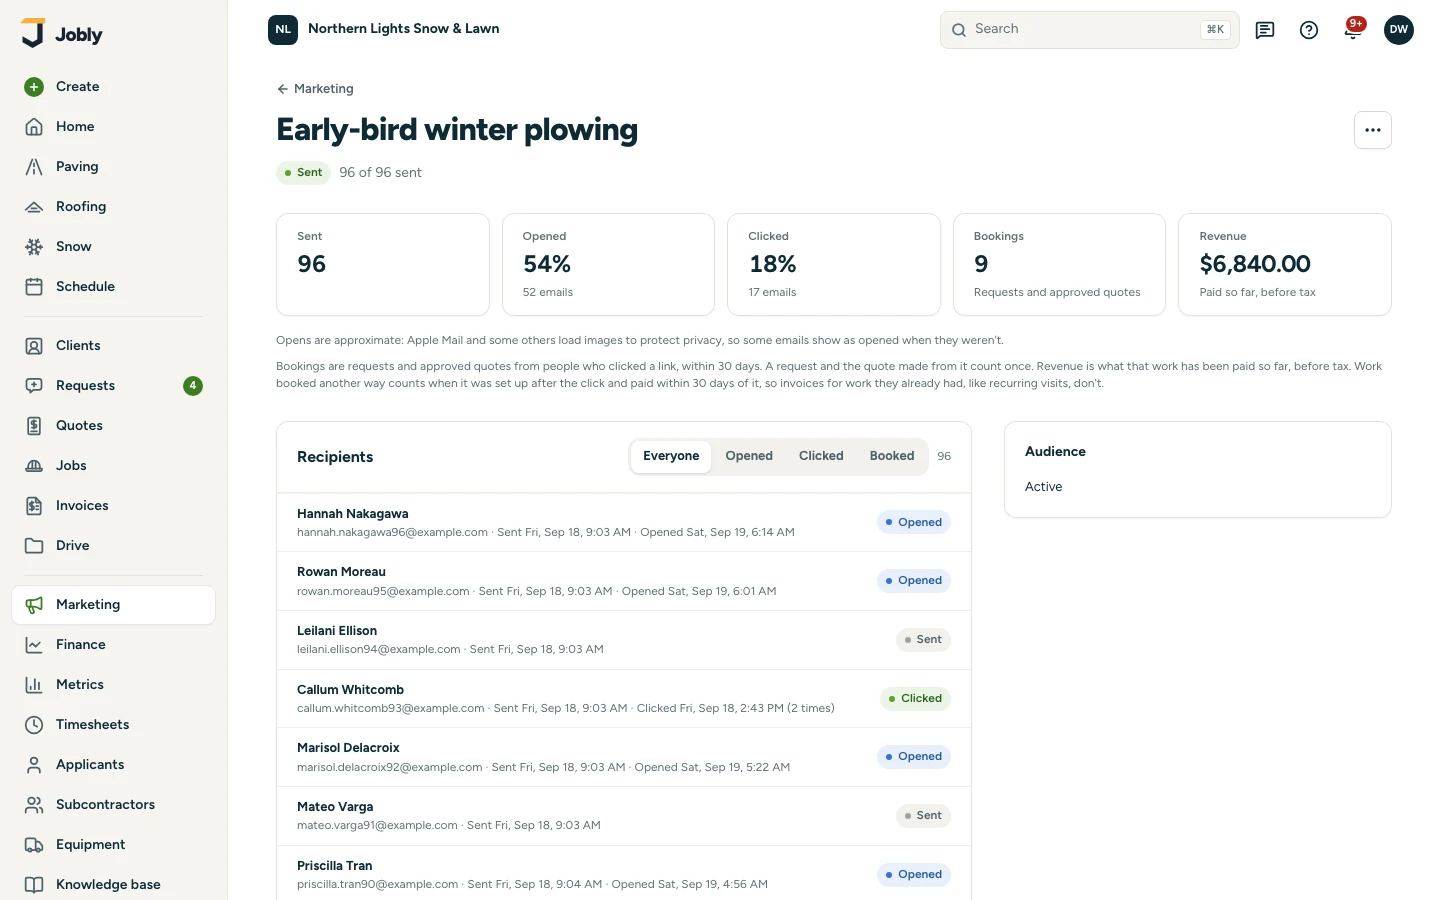 Jobly
Create
Home
Paving
Roofing
Snow
Schedule
Clients
Requests 4
Quotes
Jobs
Invoices
Drive
Marketing
Finance
Metrics
Timesheets
Applicants
Subcontractors
Equipment
Knowledge base
NL Northern Lights Snow & Lawn
Search ⌘K
9+
DW
← Marketing
Early-bird winter plowing
Sent 96 of 96 sent
Sent
96
Opened
54%
52 emails
Clicked
18%
17 emails
Bookings
9
Requests and approved quotes
Revenue
$6,840.00
Paid so far, before tax
Opens are approximate: Apple Mail and some others load images to protect privacy, so some emails show as opened when they weren't.
Bookings are requests and approved quotes from people who clicked a link, within 30 days. A request and the quote made from it count once. Revenue is what that work has been paid so far, before tax. Work
booked another way counts when it was set up after the click and paid within 30 days of it, so invoices for work they already had, like recurring visits, don't.
Recipients
Everyone Opened Clicked Booked 96
Hannah Nakagawa
hannah.nakagawa96@example.com · Sent Fri, Sep 18, 9:03 AM · Opened Sat, Sep 19, 6:14 AM
Opened
Rowan Moreau
rowan.moreau95@example.com · Sent Fri, Sep 18, 9:03 AM · Opened Sat, Sep 19, 6:01 AM
Opened
Leilani Ellison
leilani.ellison94@example.com · Sent Fri, Sep 18, 9:03 AM
Sent
Callum Whitcomb
callum.whitcomb93@example.com · Sent Fri, Sep 18, 9:03 AM · Clicked Fri, Sep 18, 2:43 PM (2 times)
Clicked
Marisol Delacroix
marisol.delacroix92@example.com · Sent Fri, Sep 18, 9:03 AM · Opened Sat, Sep 19, 5:22 AM
Opened
Mateo Varga
mateo.varga91@example.com · Sent Fri, Sep 18, 9:03 AM
Sent
Priscilla Tran
priscilla.tran90@example.com · Sent Fri, Sep 18, 9:04 AM · Opened Sat, Sep 19, 4:56 AM
Opened
Audience
Active